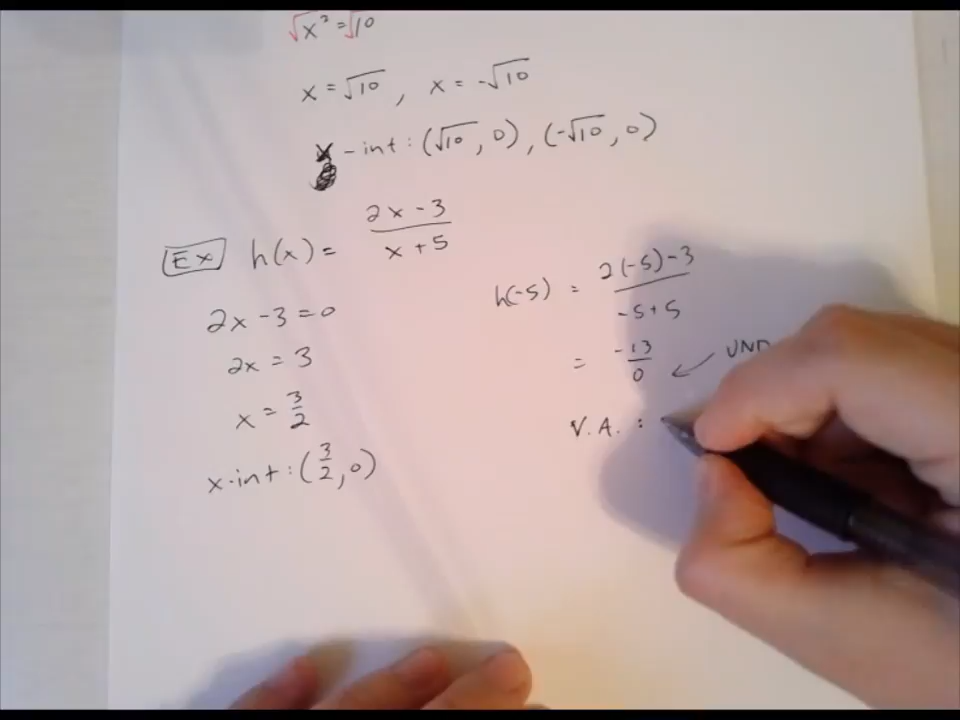 √x² = √10
x = √10 , x = -√10
x - int : (√10 , 0) , (-√10 , 0)
Ex h(x) = (2x - 3)/(x + 5)
2x - 3 = 0
2x = 3
x = 3/2
x-int : (3/2 , 0)
h(-5) = (2(-5) - 3)/(-5 + 5)
= -13/0 ← UND
V.A. :